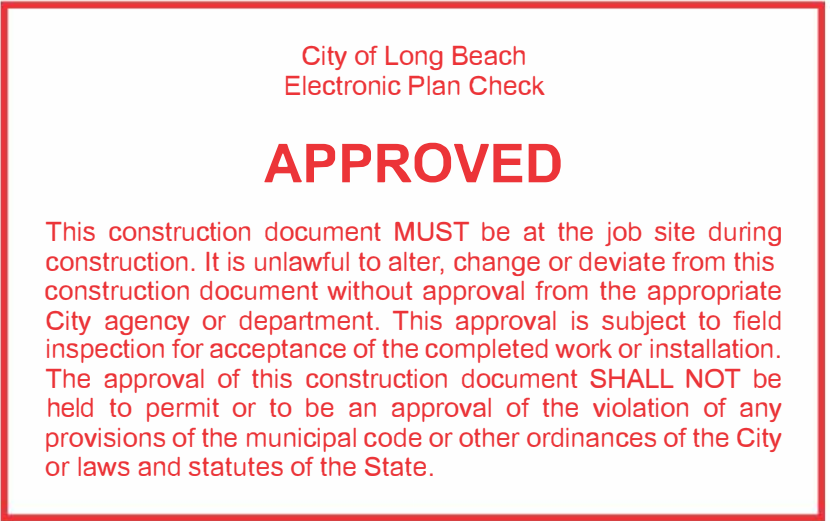 City of Long Beach
Electronic Plan Check
APPROVED
This construction document MUST be at the job site during
construction. It is unlawful to alter, change or deviate from this
construction document without approval from the appropriate
City agency or department. This approval is subject to field
inspection for acceptance of the completed work or installation.
The approval of this construction document SHALL NOT be
held to permit or to be an approval of the violation of any
provisions of the municipal code or other ordinances of the City
or laws and statutes of the State.